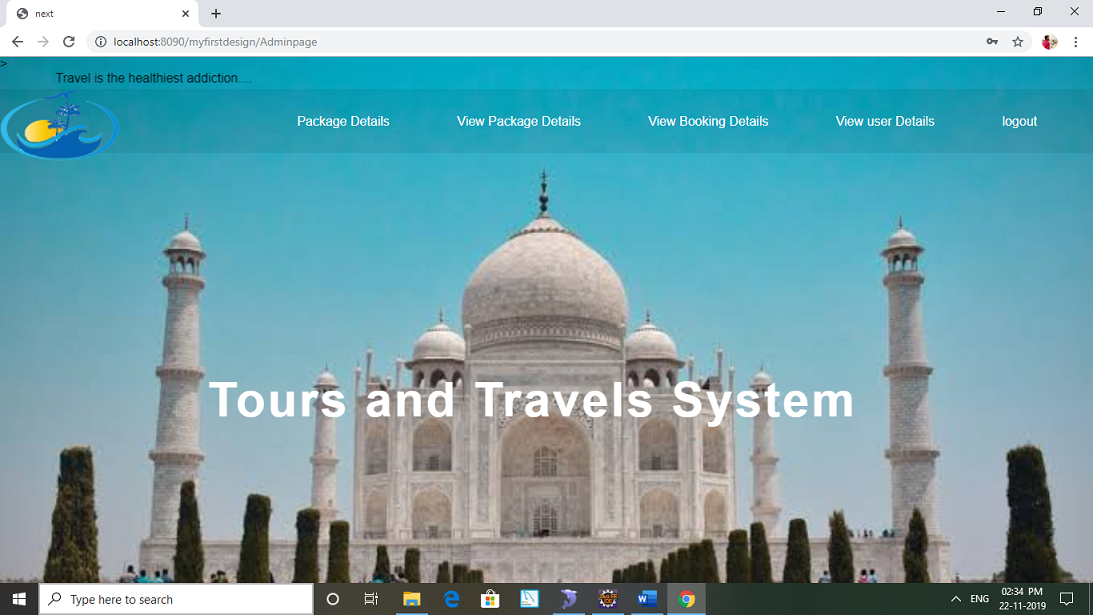 next
localhost:8090/myfirstdesign/Adminpage
>
Travel is the healthiest addiction....
Package Details View Package Details View Booking Details View user Details logout
Tours and Travels System
Type here to search
ENG
02:34 PM
22-11-2019